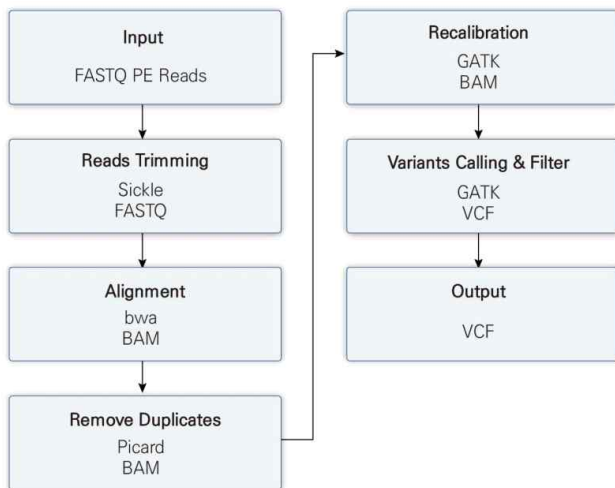 Input
FASTQ PE Reads
Reads Trimming
Sickle
FASTQ
Alignment
bwa
BAM
Remove Duplicates
Picard
BAM
Recalibration
GATK
BAM
Variants Calling & Filter
GATK
VCF
Output
VCF